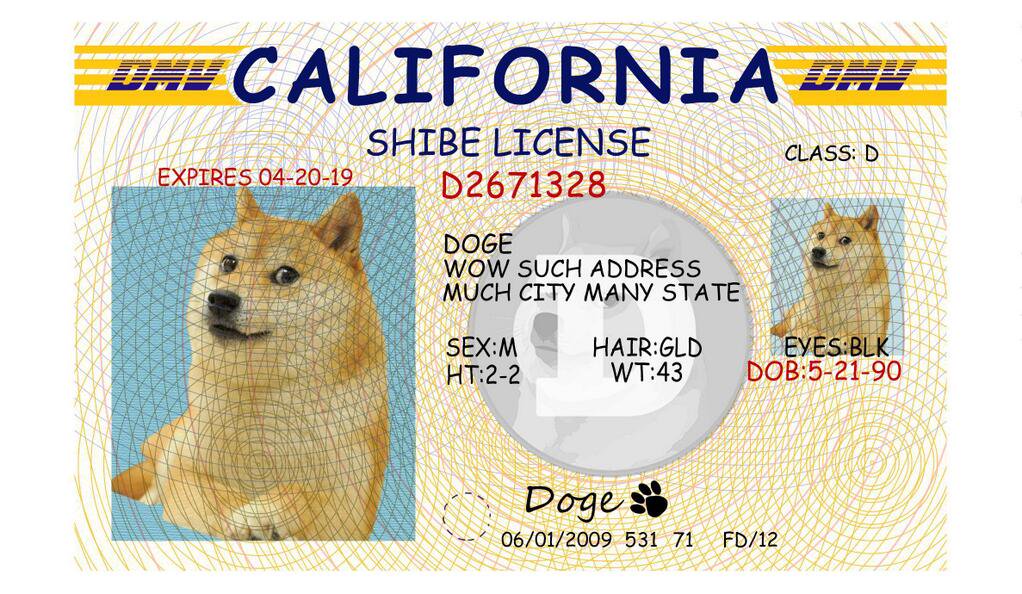 DMV CALIFORNIA DMV
SHIBE LICENSE
CLASS: D
EXPIRES 04-20-19
D2671328
DOGE
WOW SUCH ADDRESS
MUCH CITY MANY STATE
SEX:M HAIR:GLD EYES:BLK
HT:2-2 WT:43 DOB:5-21-90
D
Doge
06/01/2009 531 71 FD/12